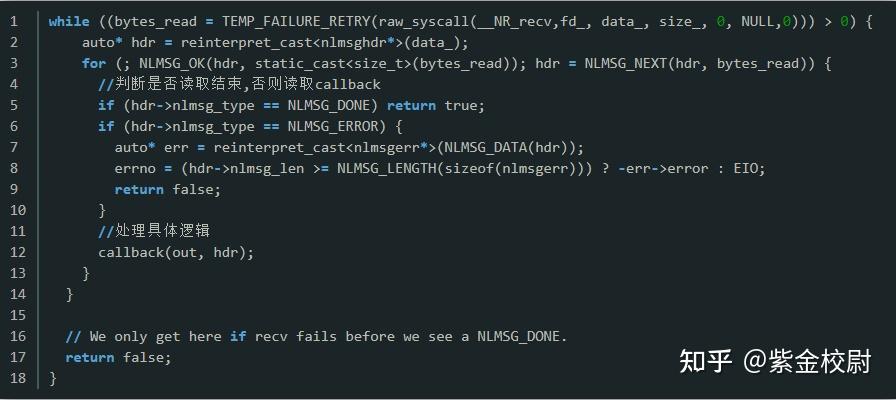 1 while ((bytes_read = TEMP_FAILURE_RETRY(raw_syscall(__NR_recv,fd_, data_, size_, 0, NULL,0))) > 0) {
2 auto* hdr = reinterpret_cast<nlmsghdr*>(data_);
3 for (; NLMSG_OK(hdr, static_cast<size_t>(bytes_read)); hdr = NLMSG_NEXT(hdr, bytes_read)) {
4 //判断是否读取结束,否则读取callback
5 if (hdr->nlmsg_type == NLMSG_DONE) return true;
6 if (hdr->nlmsg_type == NLMSG_ERROR) {
7 auto* err = reinterpret_cast<nlmsgerr*>(NLMSG_DATA(hdr));
8 errno = (hdr->nlmsg_len >= NLMSG_LENGTH(sizeof(nlmsgerr))) ? -err->error : EIO;
9 return false;
10 }
11 //处理具体逻辑
12 callback(out, hdr);
13 }
14 }
15
16 // We only get here if recv fails before we see a NLMSG_DONE.
17 return false;
18 }
知乎 @紫金校尉